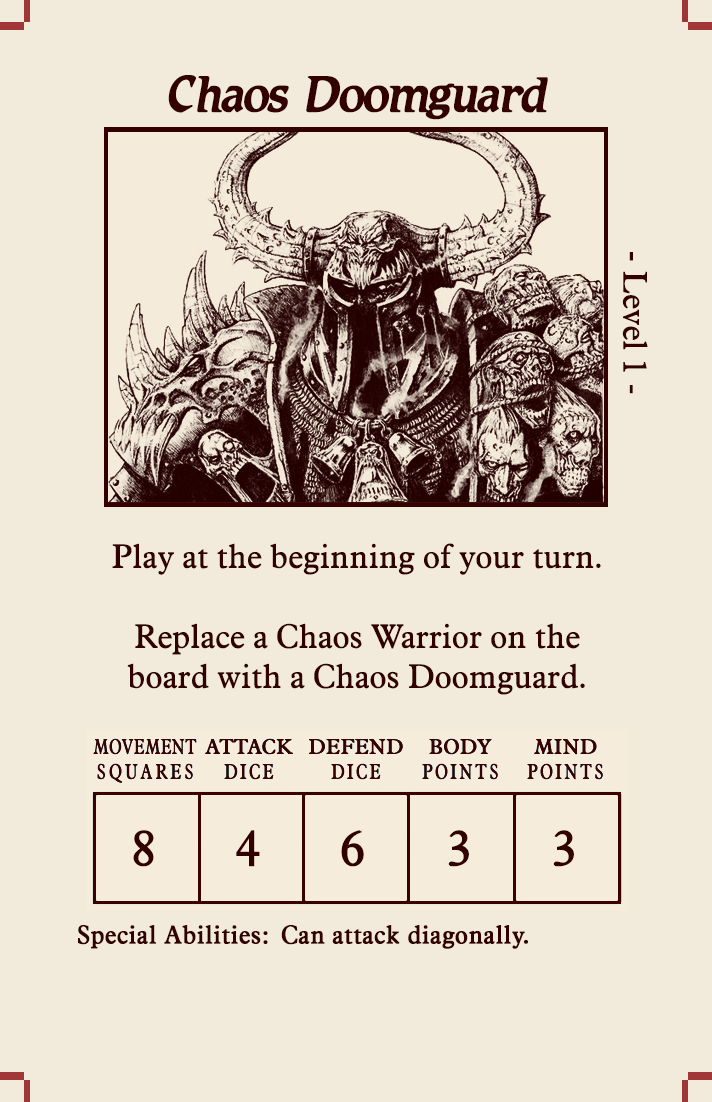 Chaos Doomguard
- Level 1 -
Play at the beginning of your turn.
Replace a Chaos Warrior on the
board with a Chaos Doomguard.
MOVEMENT SQUARES ATTACK DICE DEFEND DICE BODY POINTS MIND POINTS
8 4 6 3 3
Special Abilities: Can attack diagonally.